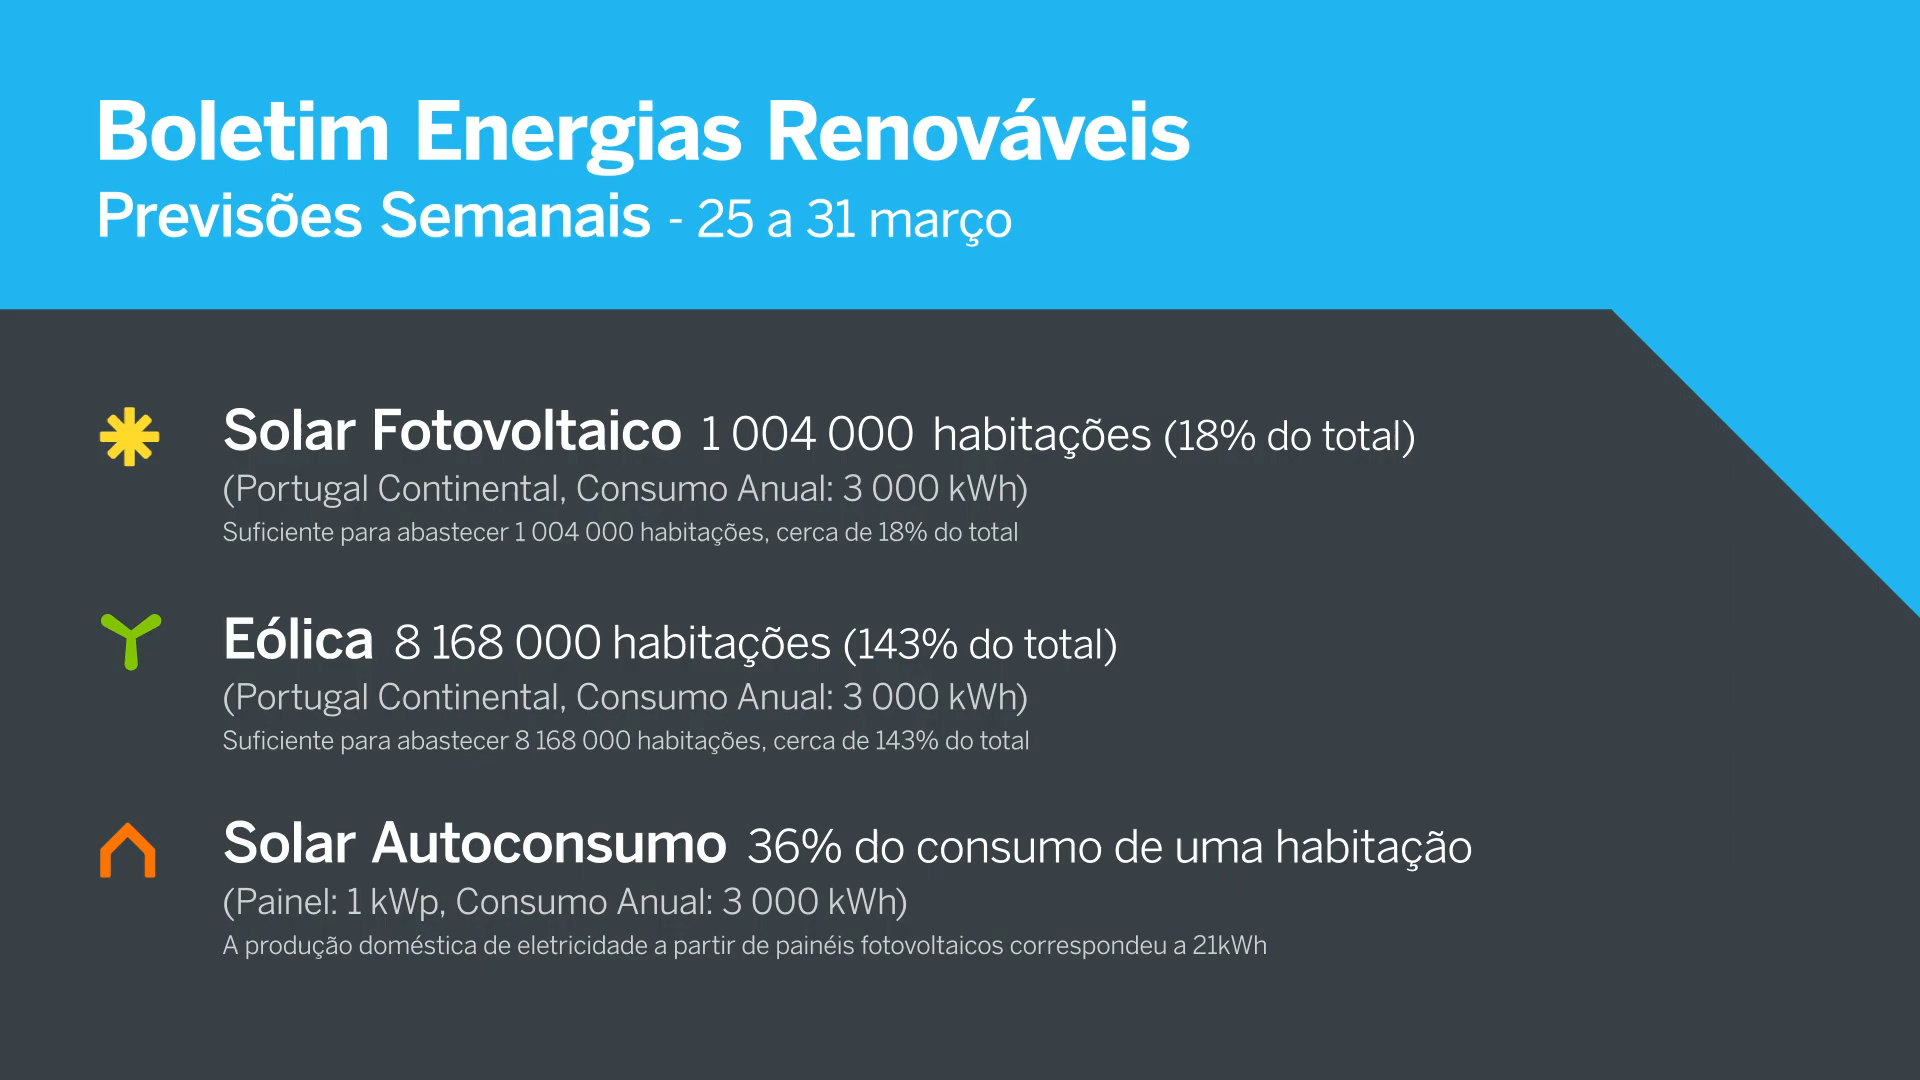 Boletim Energias Renováveis
Previsões Semanais - 25 a 31 março
Solar Fotovoltaico 1 004 000 habitações (18% do total)
(Portugal Continental, Consumo Anual: 3 000 kWh)
Suficiente para abastecer 1 004 000 habitações, cerca de 18% do total
Eólica 8 168 000 habitações (143% do total)
(Portugal Continental, Consumo Anual: 3 000 kWh)
Suficiente para abastecer 8 168 000 habitações, cerca de 143% do total
Solar Autoconsumo 36% do consumo de uma habitação
(Painel: 1 kWp, Consumo Anual: 3 000 kWh)
A produção doméstica de eletricidade a partir de painéis fotovoltaicos correspondeu a 21kWh